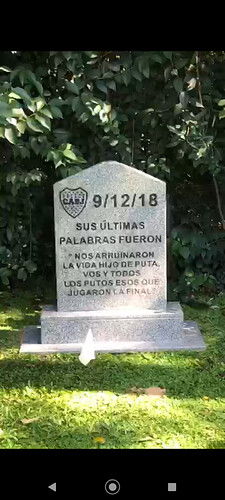 CABJ 9/12/18
SUS ÚLTIMAS
PALABRAS FUERON
" NOS ARRUINARON
LA VIDA HIJO DE PUTA,
VOS Y TODOS
LOS PUTOS ESOS QUE
JUGARON LA FINAL"